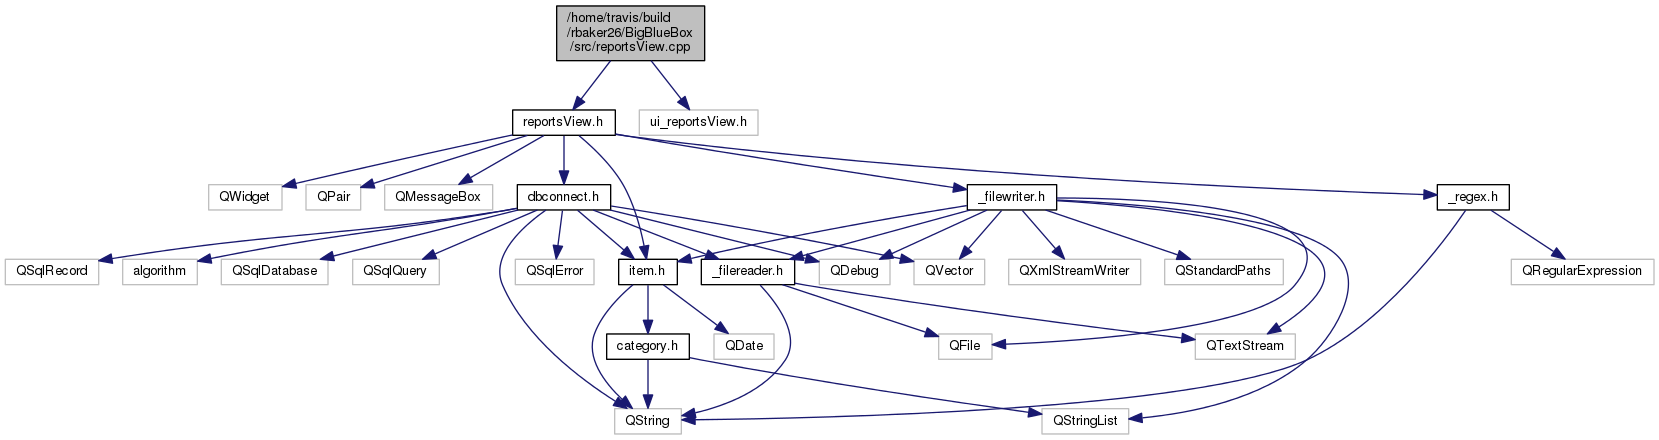 /home/travis/build
/rbaker26/BigBlueBox
/src/reportsView.cpp
reportsView.h
ui_reportsView.h
QWidget
QPair
QMessageBox
dbconnect.h
_filewriter.h
_regex.h
QSqlRecord
algorithm
QSqlDatabase
QSqlQuery
QSqlError
item.h
_filereader.h
QDebug
QVector
QXmlStreamWriter
QStandardPaths
QRegularExpression
category.h
QDate
QFile
QTextStream
QString
QStringList